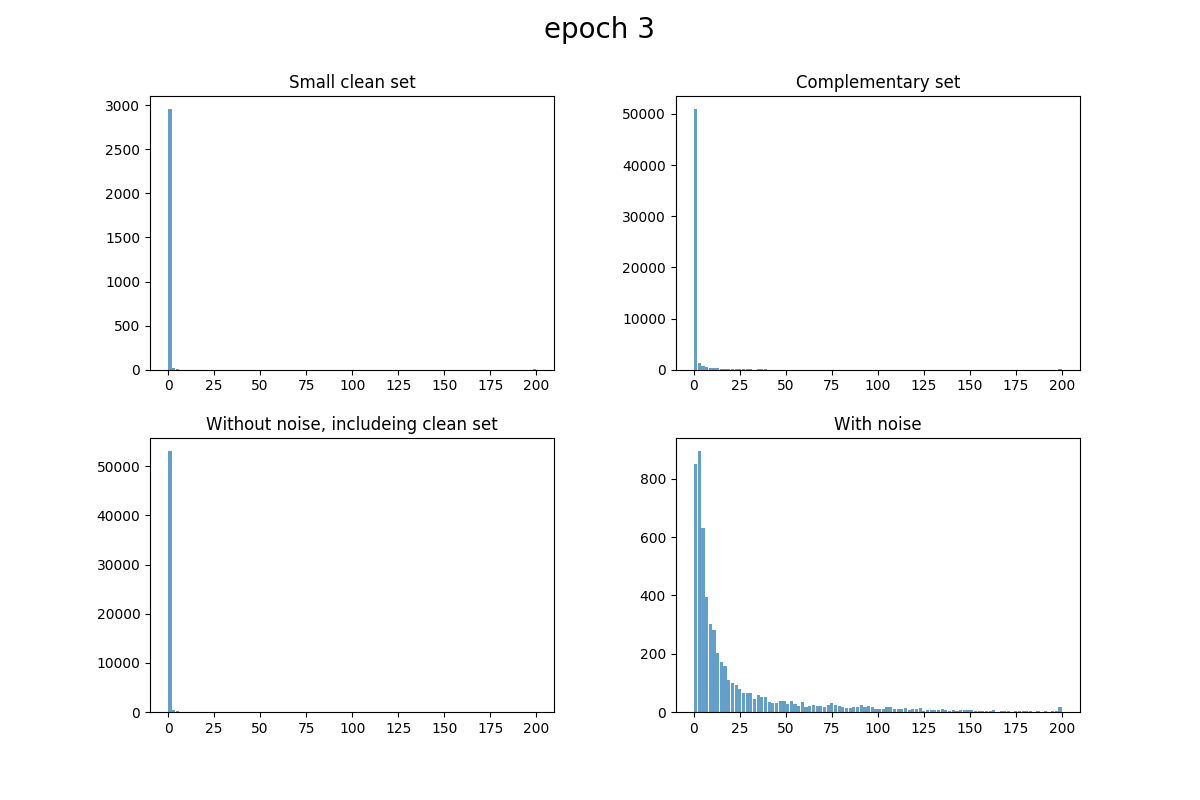 epoch 3
Small clean set
3000
2500
2000
1500
1000
500
0
0 25 50 75 100 125 150 175 200
Complementary set
50000
40000
30000
20000
10000
0
0 25 50 75 100 125 150 175 200
Without noise, includeing clean set
50000
40000
30000
20000
10000
0
0 25 50 75 100 125 150 175 200
With noise
800
600
400
200
0
0 25 50 75 100 125 150 175 200